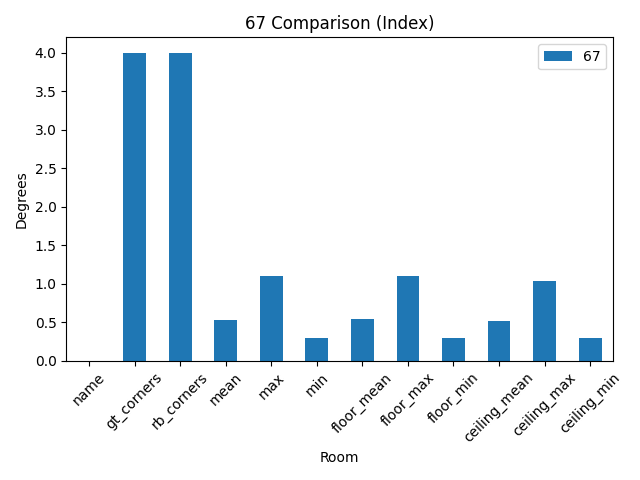 67 Comparison (Index)
67
Degrees
4.0
3.5
3.0
2.5
2.0
1.5
1.0
0.5
0.0
name
gt_corners
rb_corners
mean
max
min
floor_mean
floor_max
floor_min
ceiling_mean
ceiling_max
ceiling_min
Room